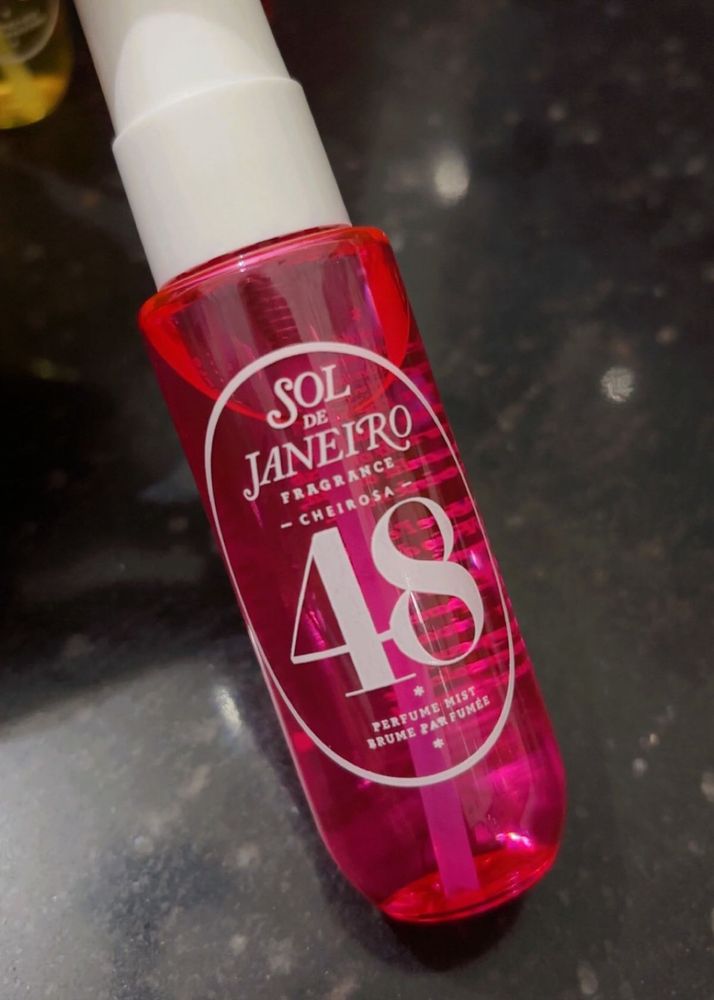 SOL
DE
JANEIRO
FRAGRANCE
– CHEIROSA –
48
*
PERFUME MIST
BRUME PARFUMÉE
*